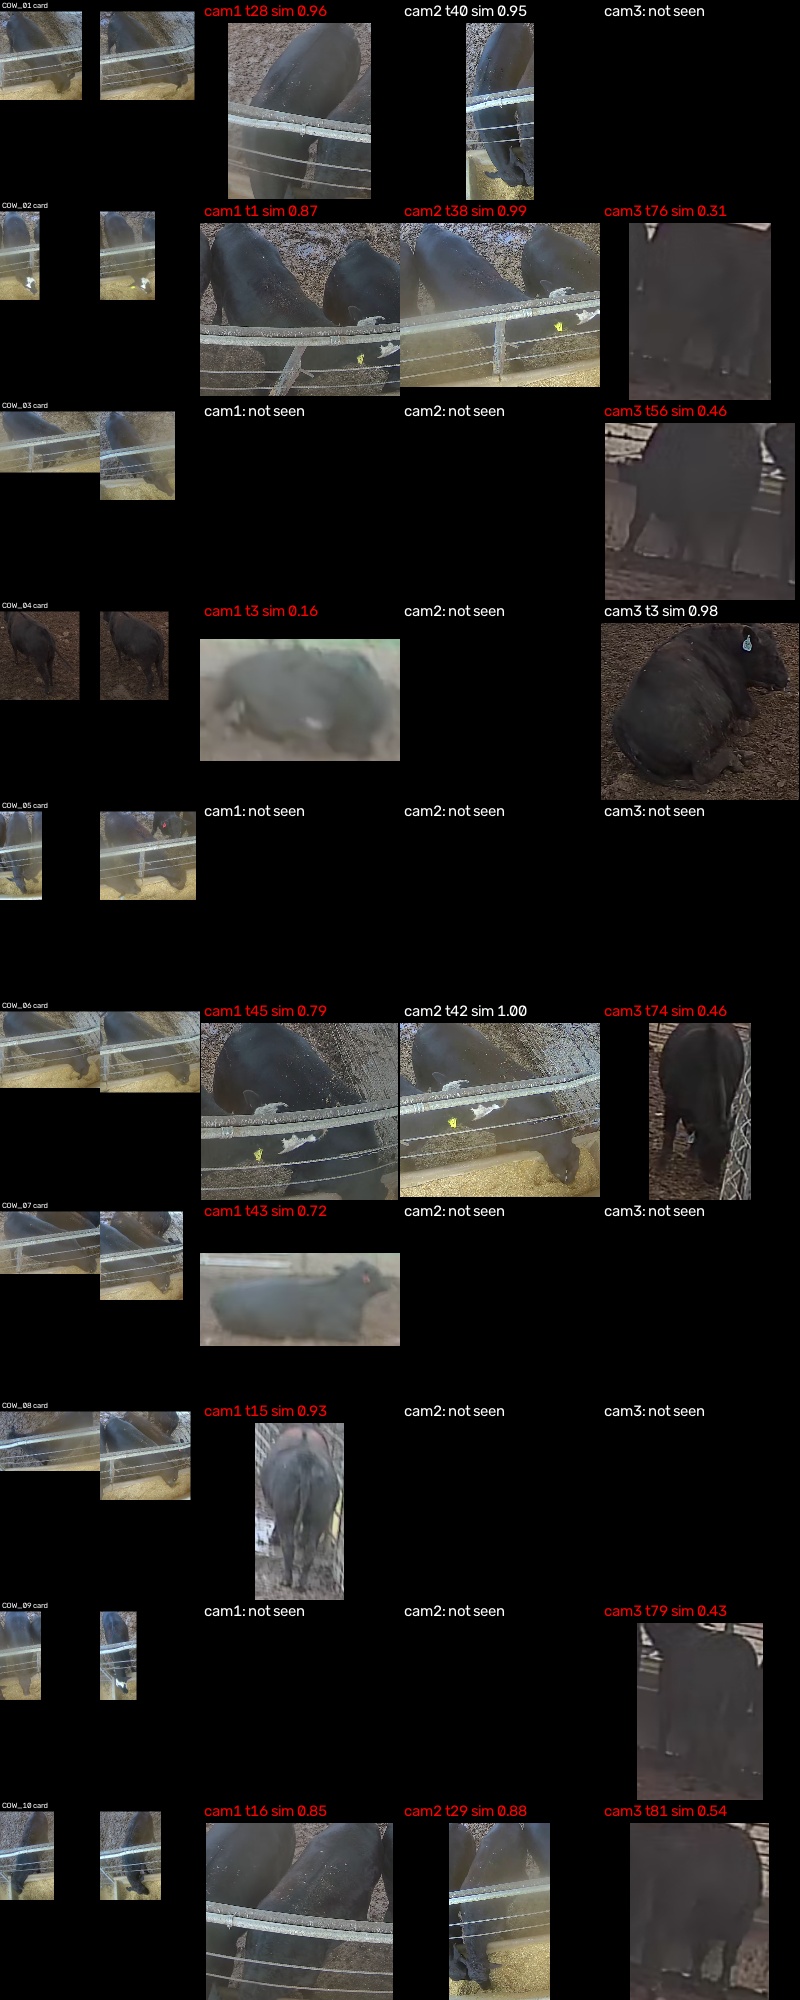 COW_01 card
cam1 t28 sim 0.96
cam2 t40 sim 0.95
cam3: not seen
COW_02 card
cam1 t1 sim 0.87
cam2 t38 sim 0.99
cam3 t76 sim 0.31
COW_03 card
cam1: not seen
cam2: not seen
cam3 t56 sim 0.46
COW_04 card
cam1 t3 sim 0.16
cam2: not seen
cam3 t3 sim 0.98
COW_05 card
cam1: not seen
cam2: not seen
cam3: not seen
COW_06 card
cam1 t45 sim 0.79
cam2 t42 sim 1.00
cam3 t74 sim 0.46
COW_07 card
cam1 t43 sim 0.72
cam2: not seen
cam3: not seen
COW_08 card
cam1 t15 sim 0.93
cam2: not seen
cam3: not seen
COW_09 card
cam1: not seen
cam2: not seen
cam3 t79 sim 0.43
COW_10 card
cam1 t16 sim 0.85
cam2 t29 sim 0.88
cam3 t81 sim 0.54